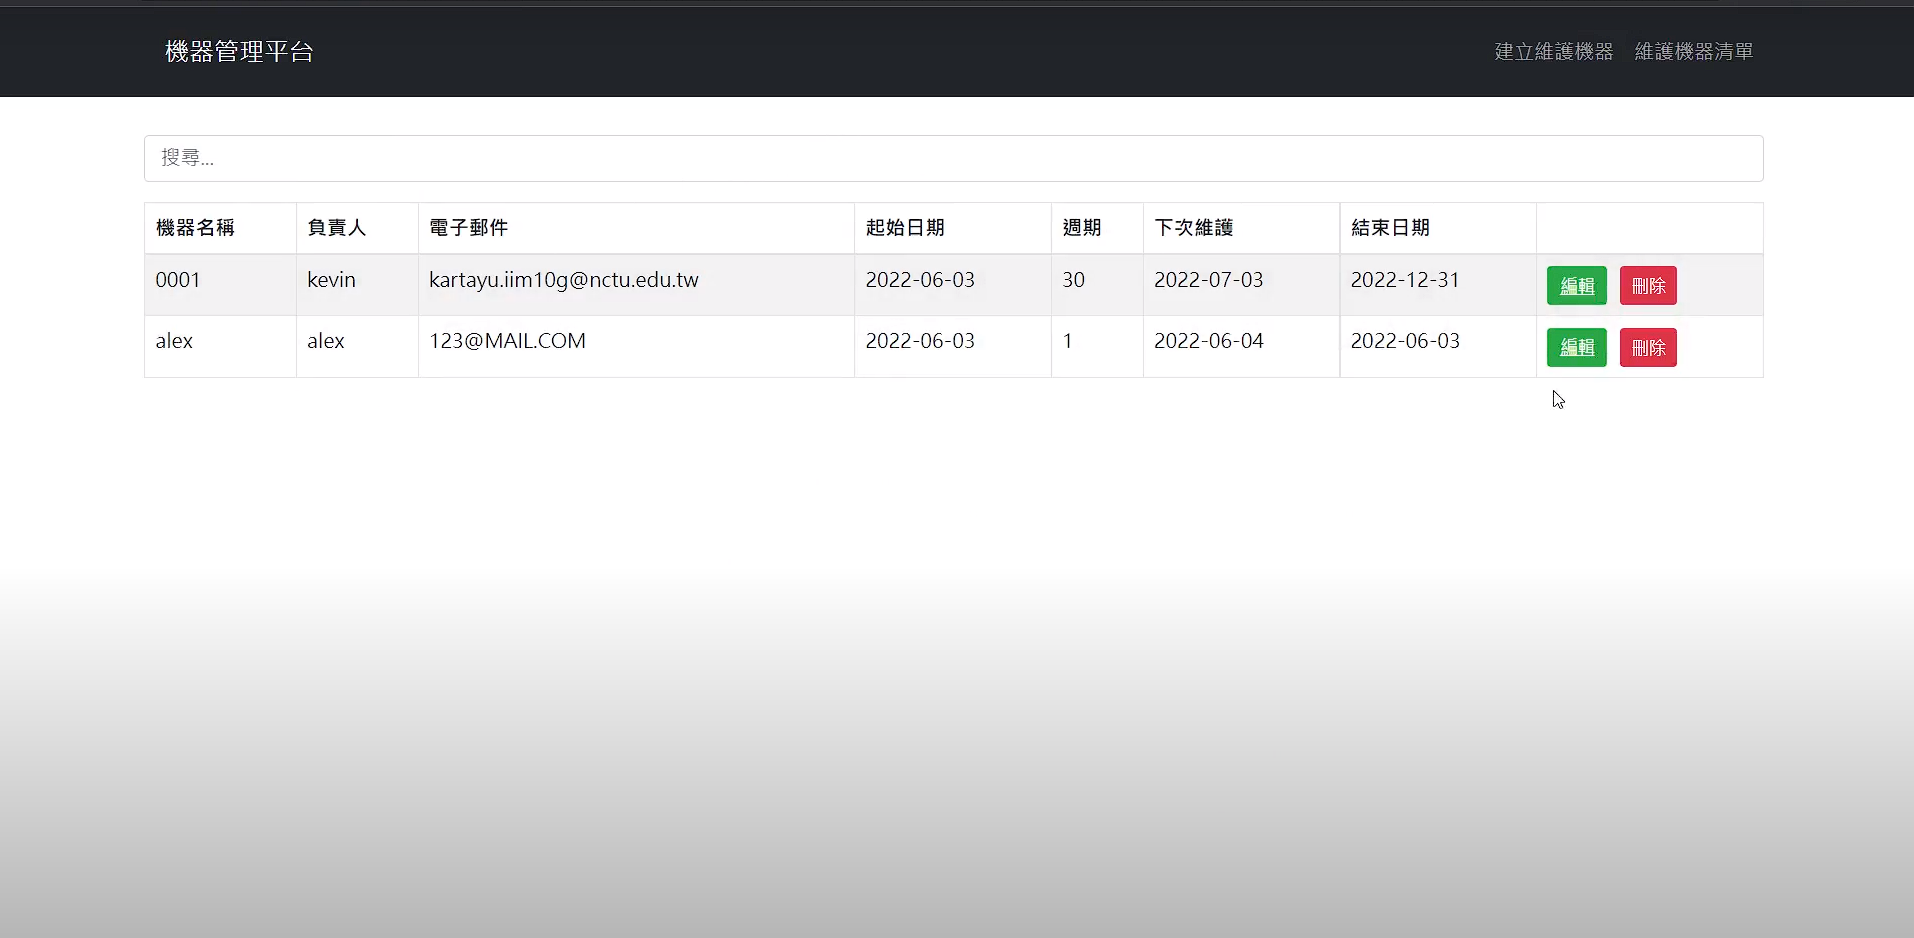 機器管理平台 建立維護機器 維護機器清單
搜尋...
機器名稱 負責人 電子郵件 起始日期 週期 下次維護 結束日期
0001 kevin kartayu.iim10g@nctu.edu.tw 2022-06-03 30 2022-07-03 2022-12-31 編輯 刪除
alex alex 123@MAIL.COM 2022-06-03 1 2022-06-04 2022-06-03 編輯 刪除